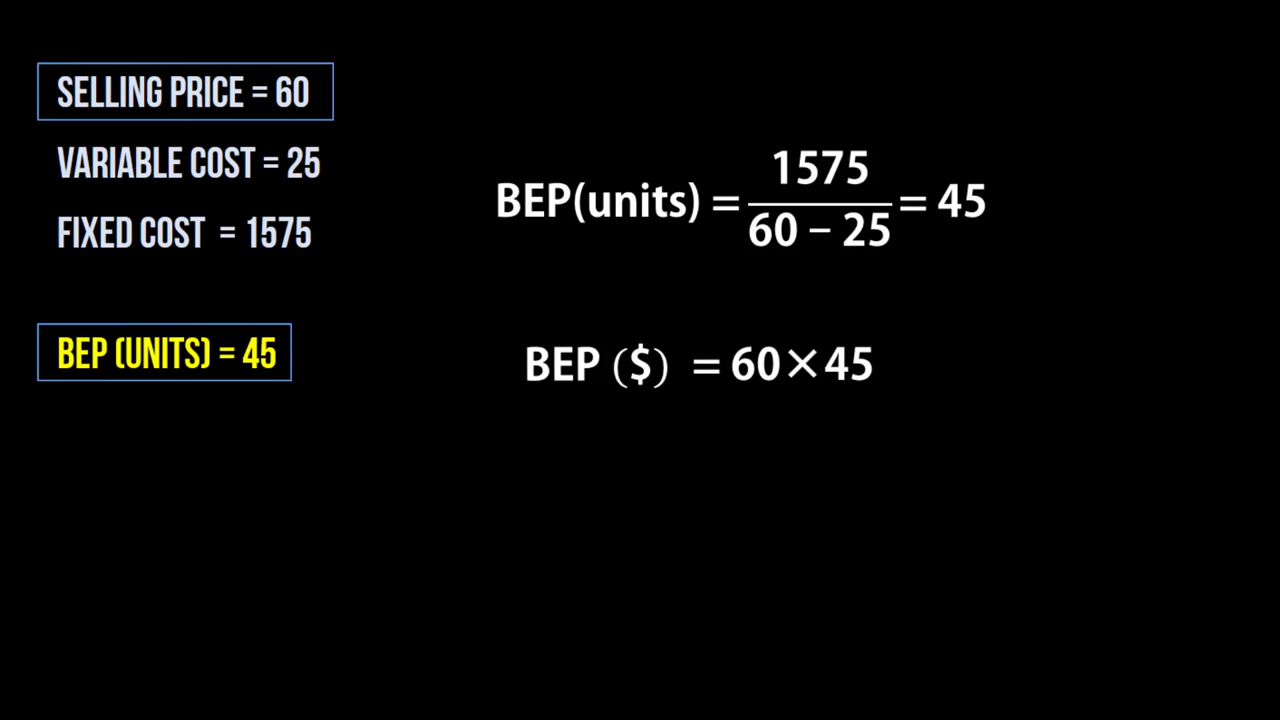 SELLING PRICE = 60
VARIABLE COST = 25
FIXED COST = 1575
BEP(units) = 1575 / 60 − 25 = 45
BEP (UNITS) = 45
BEP ($) = 60×45